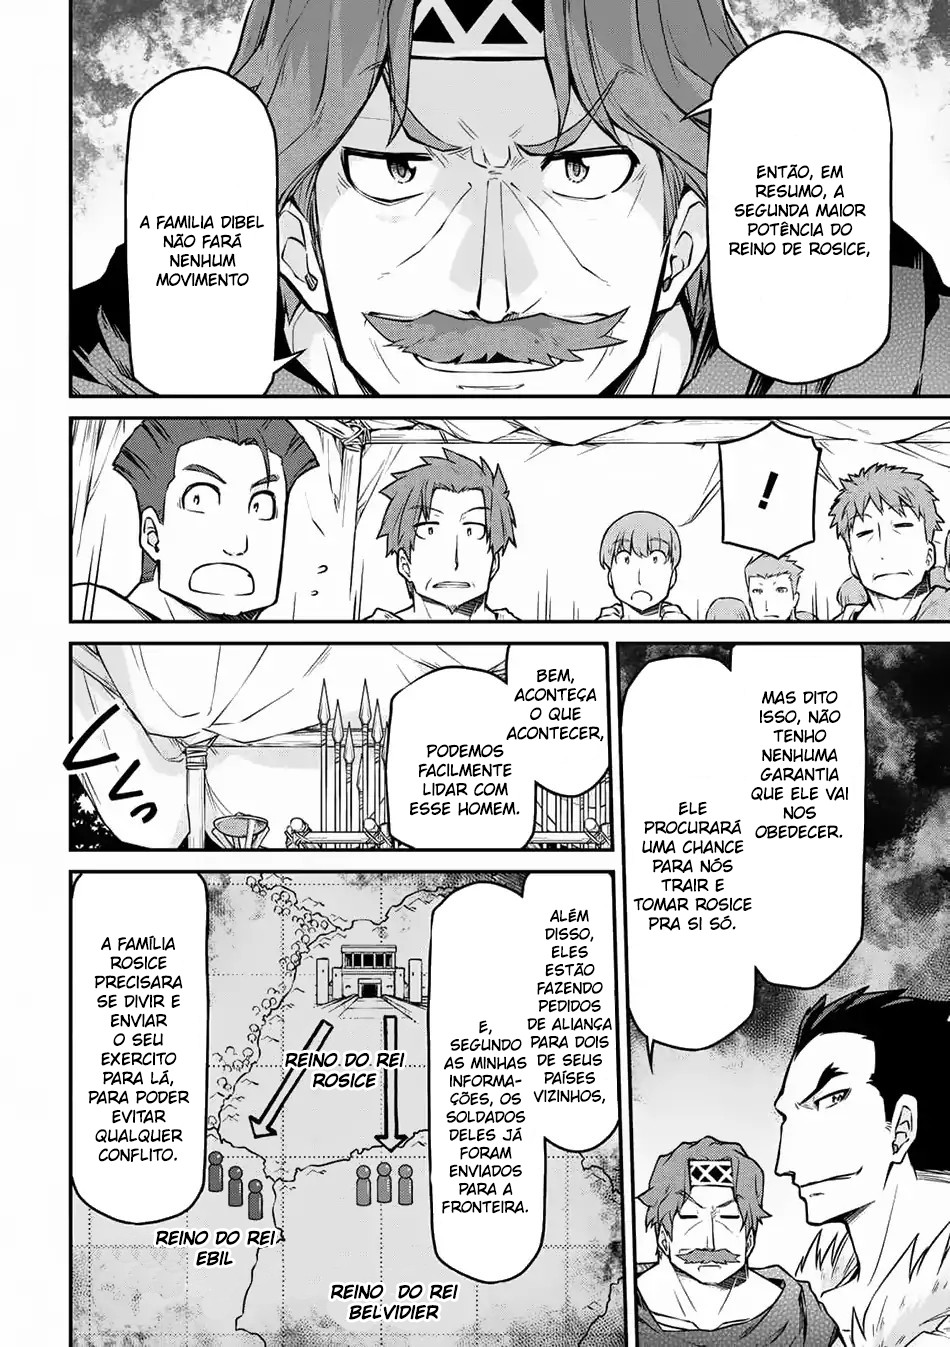 ENTÃO, EM
RESUMO, A
SEGUNDA MAIOR
POTÊNCIA DO
REINO DE ROSICE,
A FAMILIA DIBEL
NÃO FARÁ
NENHUM
MOVIMENTO
!
MAS DITO
ISSO, NÃO
TENHO
NENHUMA
GARANTIA
QUE ELE VAI
NOS
OBEDECER.
ELE
PROCURARÁ
UMA CHANCE
PARA NÓS
TRAIR E
TOMAR ROSICE
PRA SI SÓ.
BEM,
ACONTEÇA
O QUE
ACONTECER,
PODEMOS
FACILMENTE
LIDAR COM
ESSE HOMEM.
ALÉM
DISSO,
ELES
ESTÃO
FAZENDO
PEDIDOS
DE ALIANÇA
PARA DOIS
DE SEUS
PAÍSES
VIZINHOS,
E,
SEGUNDO
AS MINHAS
INFORMA-
ÇÕES, OS
SOLDADOS
DELES JÁ
FORAM
ENVIADOS
PARA A
FRONTEIRA.
REINO DO REI
ROSICE
REINO DO REI
EBIL
REINO DO REI
BELVIDIER
A FAMÍLIA
ROSICE
PRECISARA
SE DIVIR E
ENVIAR
O SEU
EXERCITO
PARA LÁ,
PARA PODER
EVITAR
QUALQUER
CONFLITO.